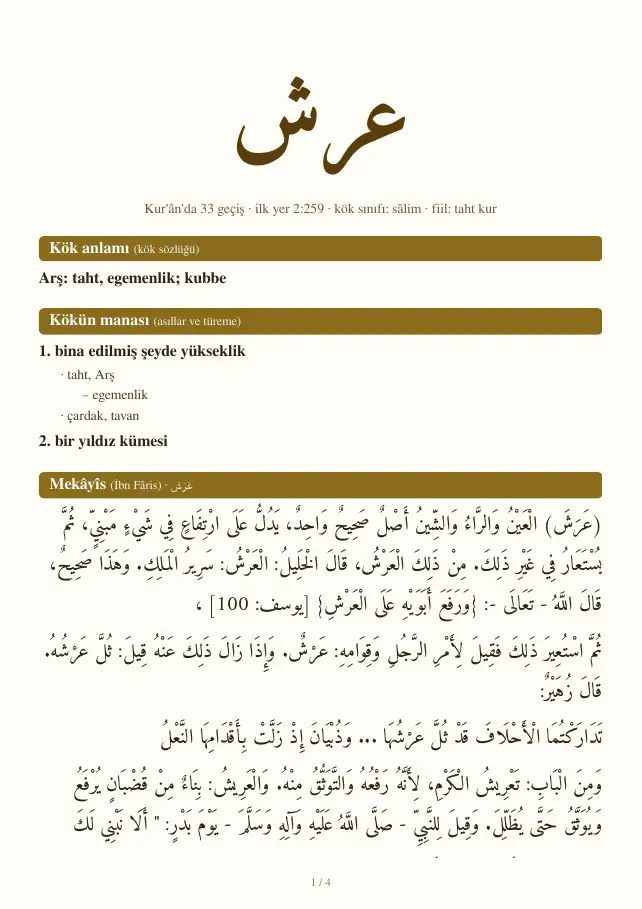 عرش
Kur'ân'da 33 geçiş · ilk yer 2:259 · kök sınıfı: sâlim · fiil: taht kur
Kök anlamı (kök sözlüğü)
Arş: taht, egemenlik; kubbe
Kökün manası (asıllar ve türeme)
1. bina edilmiş şeyde yükseklik
· taht, Arş
– egemenlik
· çardak, tavan
2. bir yıldız kümesi
Mekâyîs (İbn Fâris) · عَرَشَ
(عَرَشَ) الْعَيْنُ وَالرَّاءُ وَالشِّينُ أَصْلٌ صَحِيحٌ وَاحِدٌ، يَدُلُّ عَلَى ارْتِفَاعٍ فِي شَيْءٍ مَبْنِيٍّ، ثُمَّ
يُسْتَعَارُ فِي غَيْرِ ذَلِكَ. مِنْ ذَلِكَ الْعَرْشُ، قَالَ الْخَلِيلُ: الْعَرْشُ: سَرِيرُ الْمَلِكِ. وَهَذَا صَحِيحٌ،
قَالَ اللَّهُ - تَعَالَى -: {وَرَفَعَ أَبَوَيْهِ عَلَى الْعَرْشِ} [يوسف: 100] ،
ثُمَّ اسْتُعِيرَ ذَلِكَ فَقِيلَ لِأَمْرِ الرَّجُلِ وَقِوَامِهِ: عَرْشٌ. وَإِذَا زَالَ ذَلِكَ عَنْهُ قِيلَ: ثُلَّ عَرْشُهُ.
قَالَ زُهَيْرٌ:
تَدَارَكْتُمَا الْأَحْلَافَ قَدْ ثُلَّ عَرْشُهَا ... وَذُبْيَانَ إِذْ زَلَّتْ بِأَقْدَامِهَا النَّعْلُ
وَمِنَ الْبَابِ: تَعْرِيشُ الْكَرْمِ، لِأَنَّهُ رَفْعُهُ وَالتَّوَثُّقُ مِنْهُ. وَالْعَرِيشُ: بِنَاءٌ مِنْ قُضْبَانٍ يُرْفَعُ
وَيُوَثَّقُ حَتَّى يُظَلِّلَ. وَقِيلَ لِلنَّبِيِّ - صَلَّى اللَّهُ عَلَيْهِ وَآلِهِ وَسَلَّمَ - يَوْمَ بَدْرٍ: " أَلَا نَبْنِي لَكَ
1 / 4